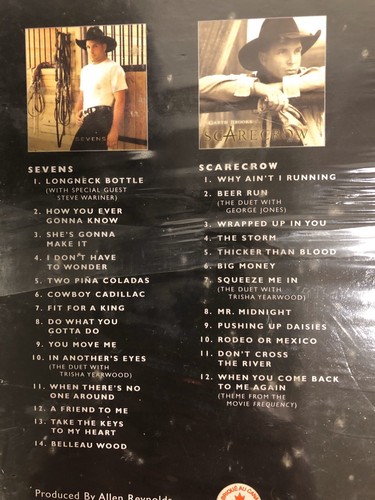 SEVENS
GARTH BROOKS
SCARECROW
SEVENS
1. LONGNECK BOTTLE
(WITH SPECIAL GUEST
STEVE WARINER)
2. HOW YOU EVER
GONNA KNOW
3. SHE'S GONNA
MAKE IT
4. I DON'T HAVE
TO WONDER
5. TWO PIÑA COLADAS
6. COWBOY CADILLAC
7. FIT FOR A KING
8. DO WHAT YOU
GOTTA DO
9. YOU MOVE ME
10. IN ANOTHER'S EYES
(THE DUET WITH
TRISHA YEARWOOD)
11. WHEN THERE'S NO
ONE AROUND
12. A FRIEND TO ME
13. TAKE THE KEYS
TO MY HEART
14. BELLEAU WOOD
SCARECROW
1. WHY AIN'T I RUNNING
2. BEER RUN
(THE DUET WITH
GEORGE JONES)
3. WRAPPED UP IN YOU
4. THE STORM
5. THICKER THAN BLOOD
6. BIG MONEY
7. SQUEEZE ME IN
(THE DUET WITH
TRISHA YEARWOOD)
8. MR. MIDNIGHT
9. PUSHING UP DAISIES
10. RODEO OR MEXICO
11. DON'T CROSS
THE RIVER
12. WHEN YOU COME BACK
TO ME AGAIN
(THEME FROM THE
MOVIE FREQUENCY)
Produced By Allen Reynolds